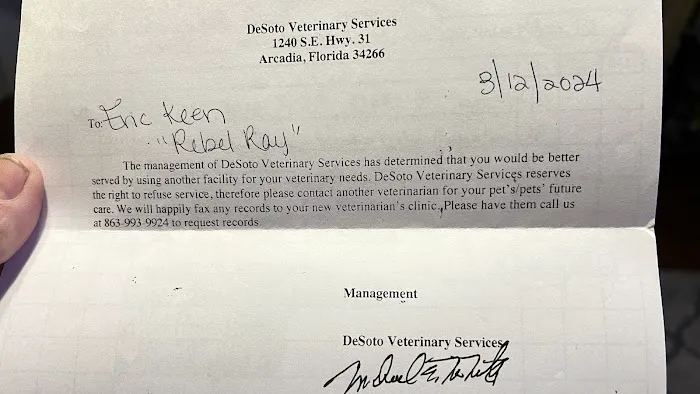 DeSoto Veterinary Services
1240 S.E. Hwy. 31
Arcadia, Florida 34266
3/12/2024
To: Eric Keen
"Rebel Ray"
The management of DeSoto Veterinary Services has determined that you would be better
served by using another facility for your veterinary needs. DeSoto Veterinary Services reserves
the right to refuse service, therefore please contact another veterinarian for your pet's/pets' future
care. We will happily fax any records to your new veterinarian's clinic. Please have them call us
at 863-993-9924 to request records
Management
DeSoto Veterinary Services